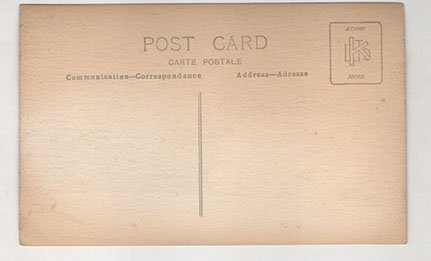 POST CARD
CARTE POSTALE
Communication—Correspondance
Address—Adresse
STAMP
HERE